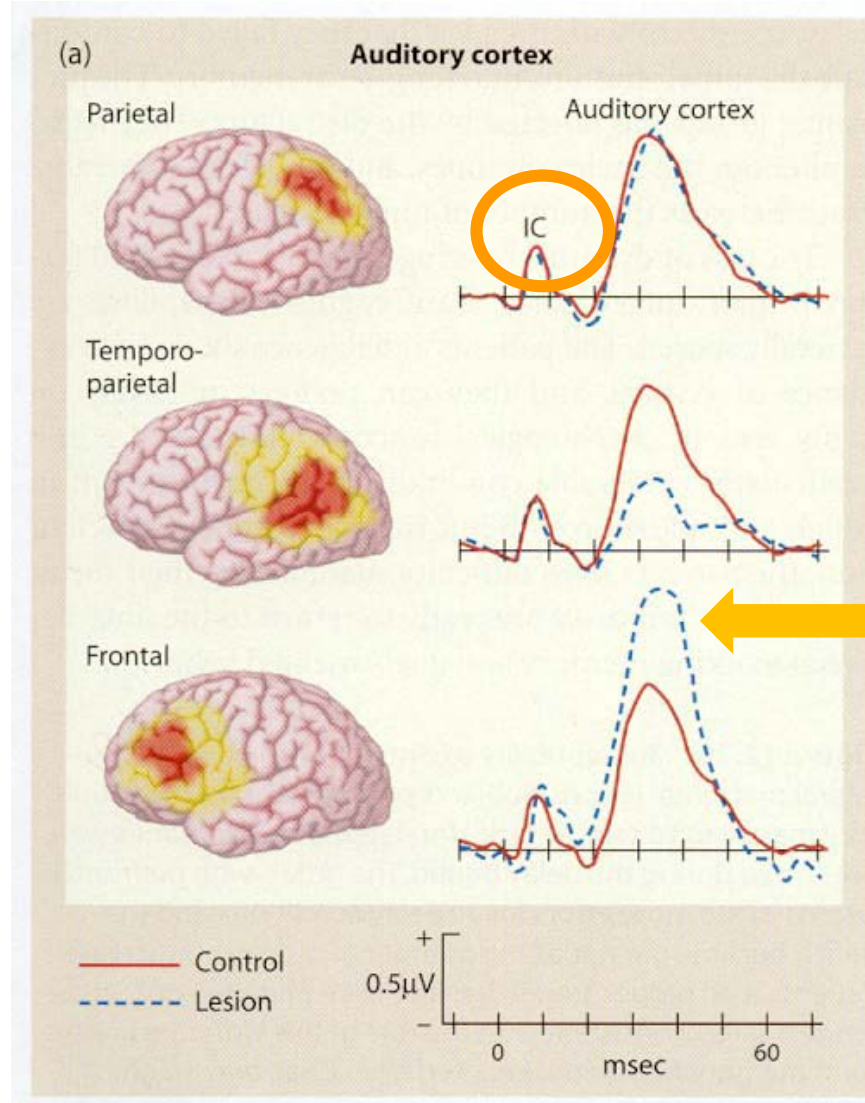 (a)
Auditory cortex
Parietal
Auditory cortex
IC
Temporo-
parietal
Frontal
Control
Lesion
+
0.5μV
−
0
60
msec